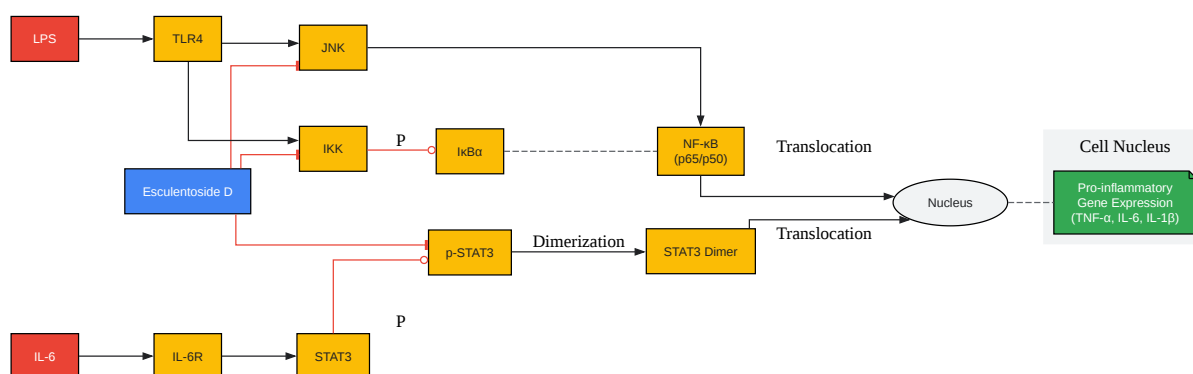 LPS
TLR4
JNK
P
IKK
IκBα
NF-κB
(p65/p50)
Translocation
Cell Nucleus
Esculentoside D
Nucleus
Pro-inflammatory
Gene Expression
(TNF-α, IL-6, IL-1β)
p-STAT3
Dimerization
STAT3 Dimer
Translocation
P
IL-6
IL-6R
STAT3